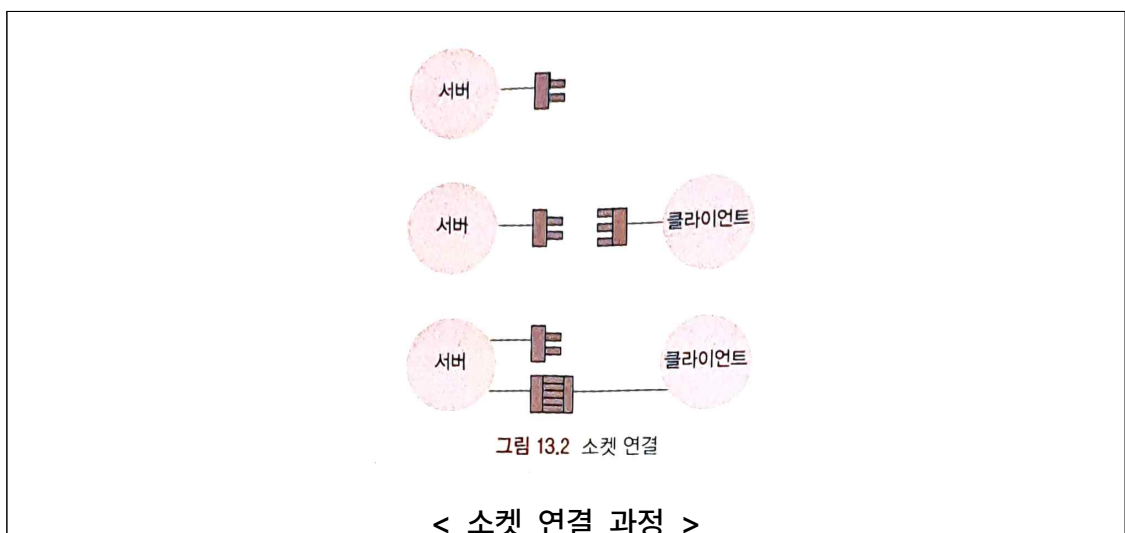 서버
서버 클라이언트
서버 클라이언트
그림 13.2 소켓 연결
< 소켓 연결 과정 >